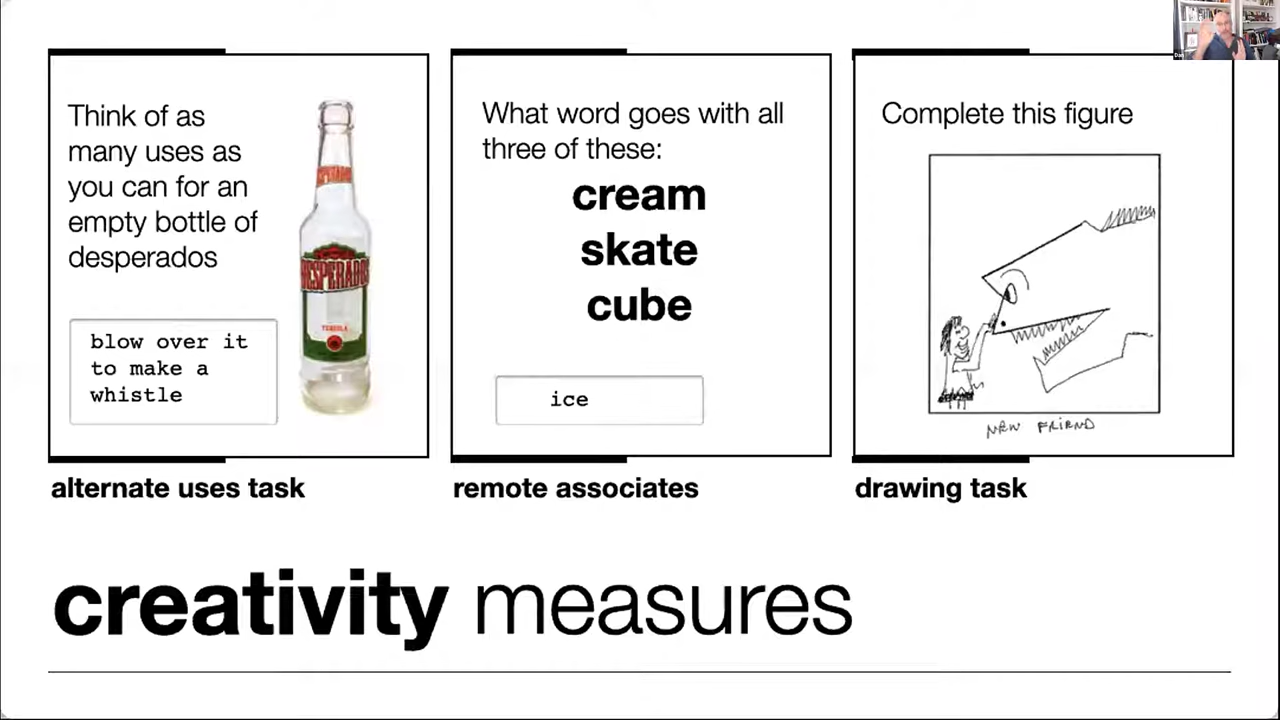 Think of as
many uses as
you can for an
empty bottle of
desperados
blow over it
to make a
whistle
DESPERADOS
DESPERADOS
TEQUILA
alternate uses task
What word goes with all
three of these:
cream
skate
cube
ice
remote associates
Complete this figure
NEW FRIEND
drawing task
creativity measures